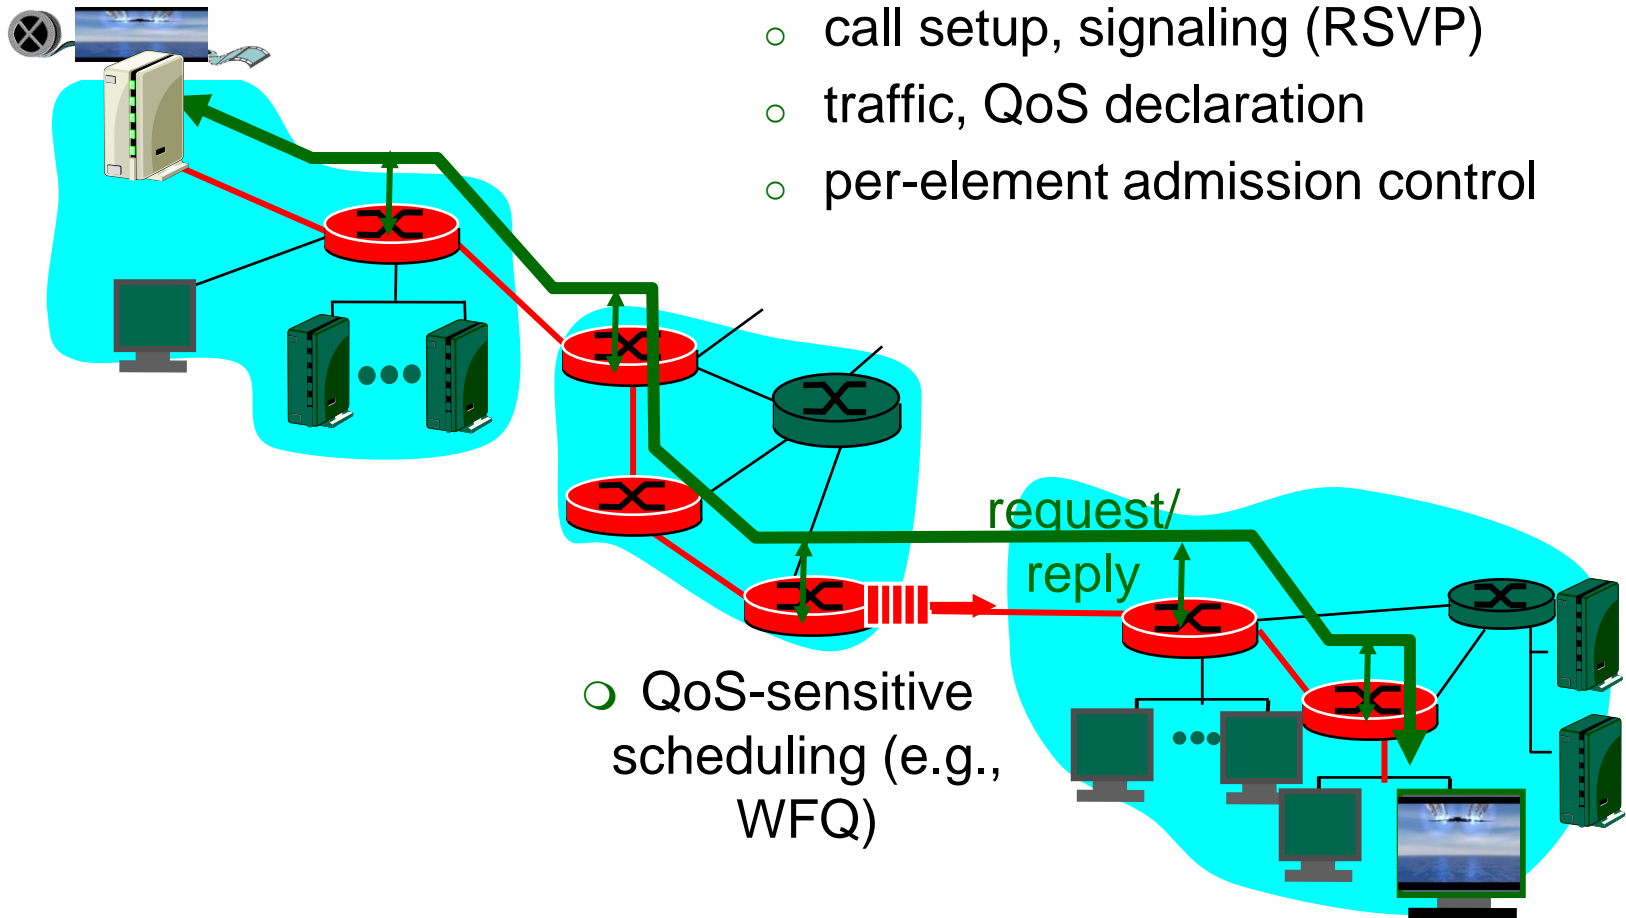 ○ call setup, signaling (RSVP)
○ traffic, QoS declaration
○ per-element admission control
request/
reply
○ QoS-sensitive
scheduling (e.g.,
WFQ)